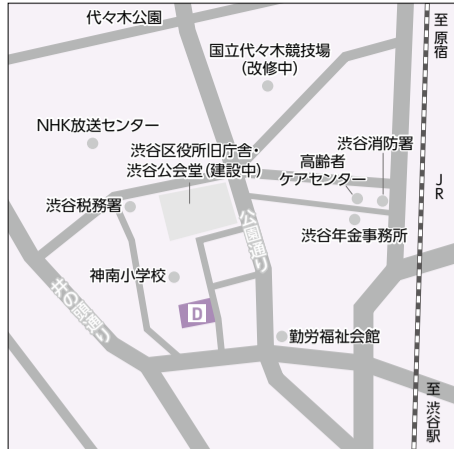 代々木公園
至 原宿
国立代々木競技場
(改修中)
NHK放送センター
渋谷区役所旧庁舎・
渋谷公会堂(建設中)
渋谷消防署
高齢者
ケアセンター
JR
渋谷税務署
渋谷年金事務所
公園通り
神南小学校
井の頭通り
D
勤労福祉会館
至 渋谷駅